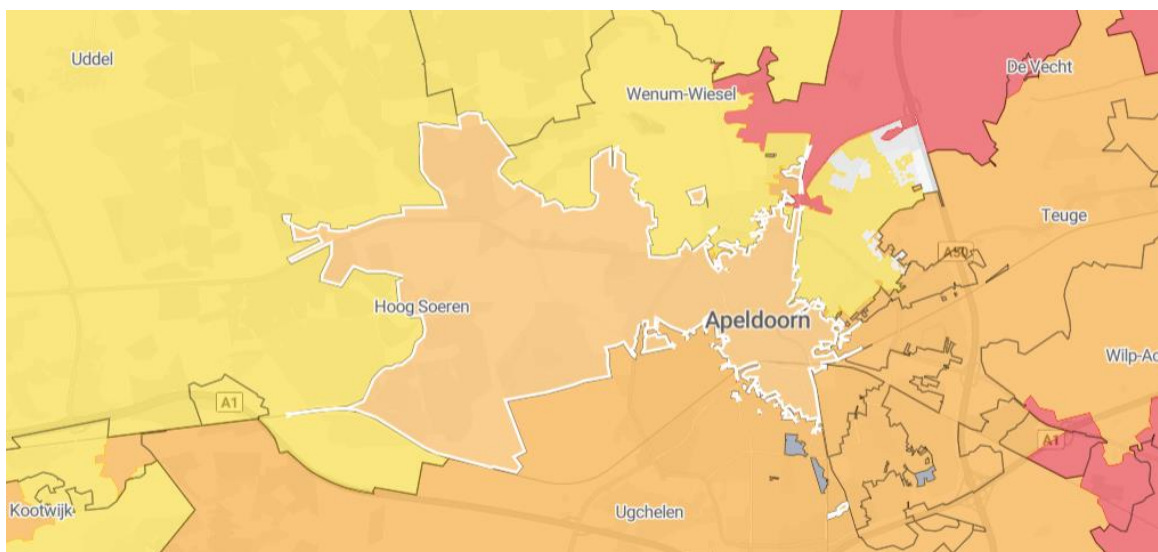 Uddel
De Vecht
Wenum-Wiesel
Teuge
A50
Hoog Soeren
Apeldoorn
Wilp-Ac
A1
A1
Kootwijk
Ugchelen